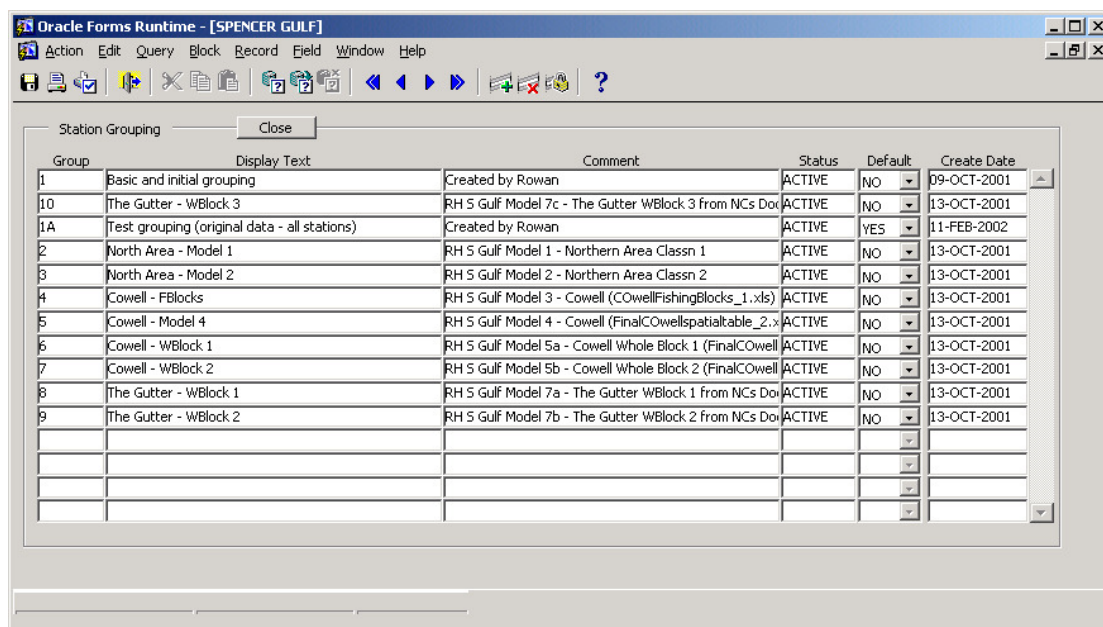 Oracle Forms Runtime - [SPENCER GULF]
Action Edit Query Block Record Field Window Help
Station Grouping Close
Group Display Text Comment Status Default Create Date
1 Basic and initial grouping Created by Rowan ACTIVE NO 09-OCT-2001
10 The Gutter - WBlock 3 RH S Gulf Model 7c - The Gutter WBlock 3 from NCs Doc ACTIVE NO 13-OCT-2001
1A Test grouping (original data - all stations) Created by Rowan ACTIVE YES 11-FEB-2002
2 North Area - Model 1 RH S Gulf Model 1 - Northern Area Classn 1 ACTIVE NO 13-OCT-2001
3 North Area - Model 2 RH S Gulf Model 2 - Northern Area Classn 2 ACTIVE NO 13-OCT-2001
4 Cowell - FBlocks RH S Gulf Model 3 - Cowell (COwellFishingBlocks_1.xls) ACTIVE NO 13-OCT-2001
5 Cowell - Model 4 RH S Gulf Model 4 - Cowell (FinalCOwellspatialtable_2.x ACTIVE NO 13-OCT-2001
6 Cowell - WBlock 1 RH S Gulf Model 5a - Cowell Whole Block 1 (FinalCOwell ACTIVE NO 13-OCT-2001
7 Cowell - WBlock 2 RH S Gulf Model 5b - Cowell Whole Block 2 (FinalCOwell ACTIVE NO 13-OCT-2001
8 The Gutter - WBlock 1 RH S Gulf Model 7a - The Gutter WBlock 1 from NCs Do ACTIVE NO 13-OCT-2001
9 The Gutter - WBlock 2 RH S Gulf Model 7b - The Gutter WBlock 2 from NCs Do ACTIVE NO 13-OCT-2001